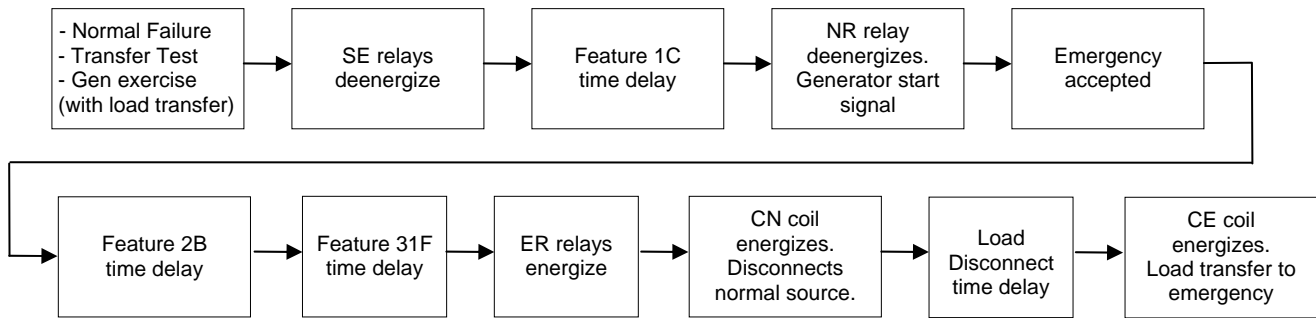 - Normal Failure
- Transfer Test
- Gen exercise
(with load transfer)
SE relays
deenergize
Feature 1C
time delay
NR relay
deenergizes.
Generator start
signal
Emergency
accepted
Feature 2B
time delay
Feature 31F
time delay
ER relays
energize
CN coil
energizes.
Disconnects
normal source.
Load
Disconnect
time delay
CE coil
energizes.
Load transfer to
emergency